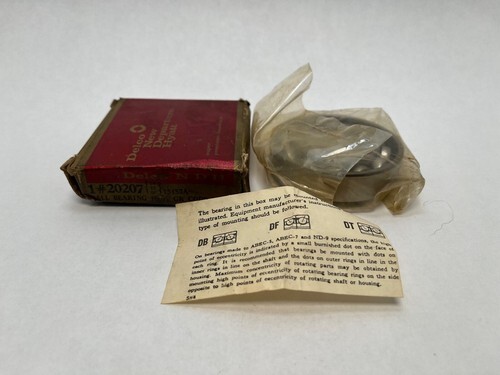 Delco
New
Departure
Hyatt
Delco
1 #20207
BALL BEARING
The bearing in this box may be mounted
illustrated. Equipment manufacturer's
type of mounting should be followed.
DB DF DT
On bearings made to ABEC-5, ABEC-7 and ND-9 specifications, the high
point of eccentricity is indicated by a small burnished dot on the face of
each ring. It is recommended that bearings be mounted with dots on
inner rings in line on the shaft and the dots on outer rings in line in the
housing. Maximum concentricity of rotating parts may be obtained by
mounting high points of eccentricity of rotating bearing rings on the side
opposite to high points of eccentricity of rotating shaft or housing.